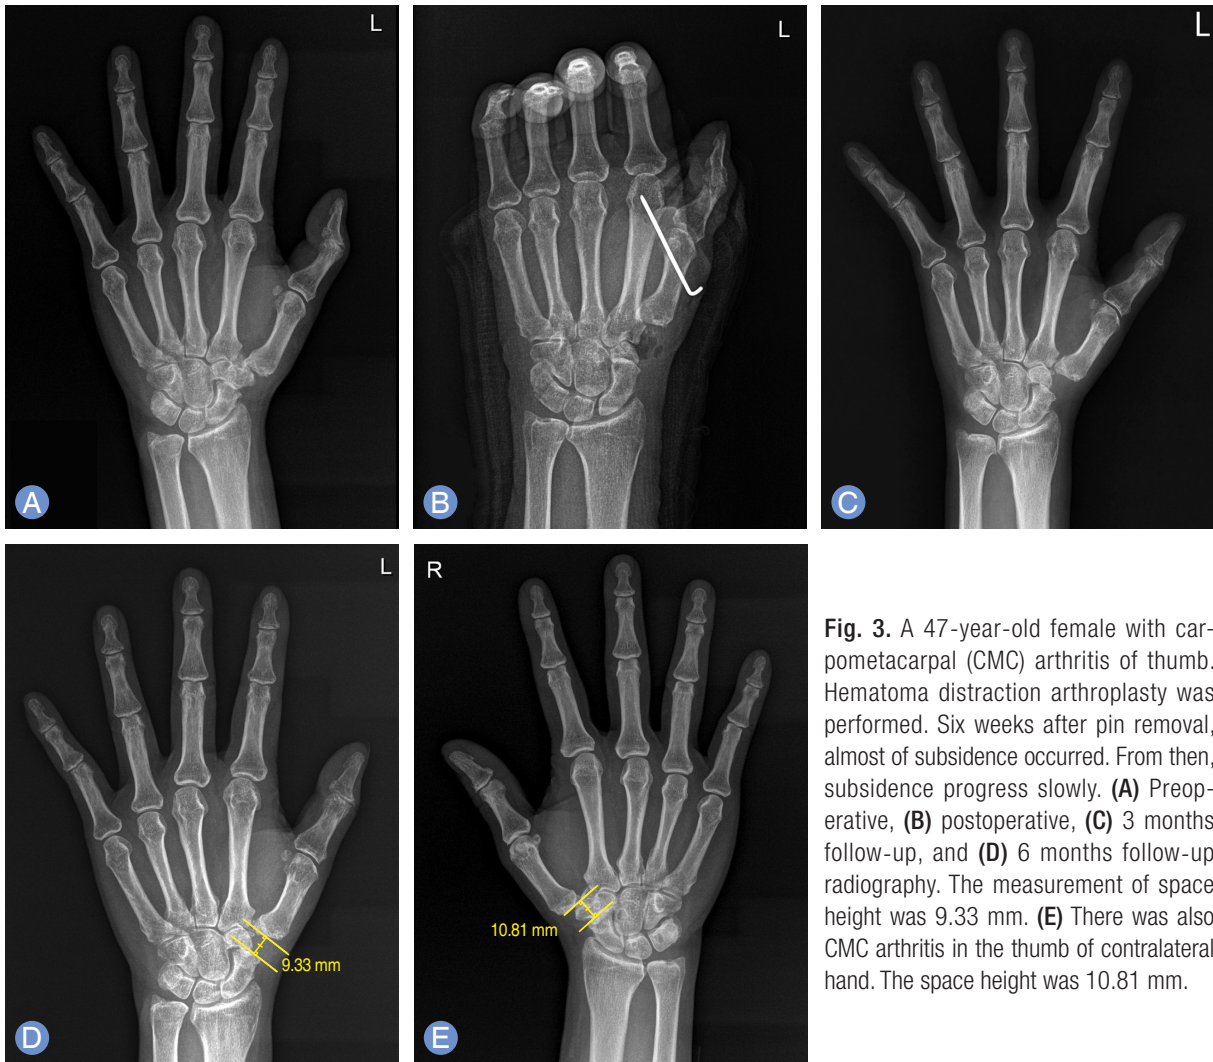 L
A
L
B
L
C
L
9.33 mm
D
R
10.81 mm
E
Fig. 3. A 47-year-old female with car-
pometacarpal (CMC) arthritis of thumb.
Hematoma distraction arthroplasty was
performed. Six weeks after pin removal,
almost of subsidence occurred. From then,
subsidence progress slowly. (A) Preop-
erative, (B) postoperative, (C) 3 months
follow-up, and (D) 6 months follow-up
radiography. The measurement of space
height was 9.33 mm. (E) There was also
CMC arthritis in the thumb of contralateral
hand. The space height was 10.81 mm.